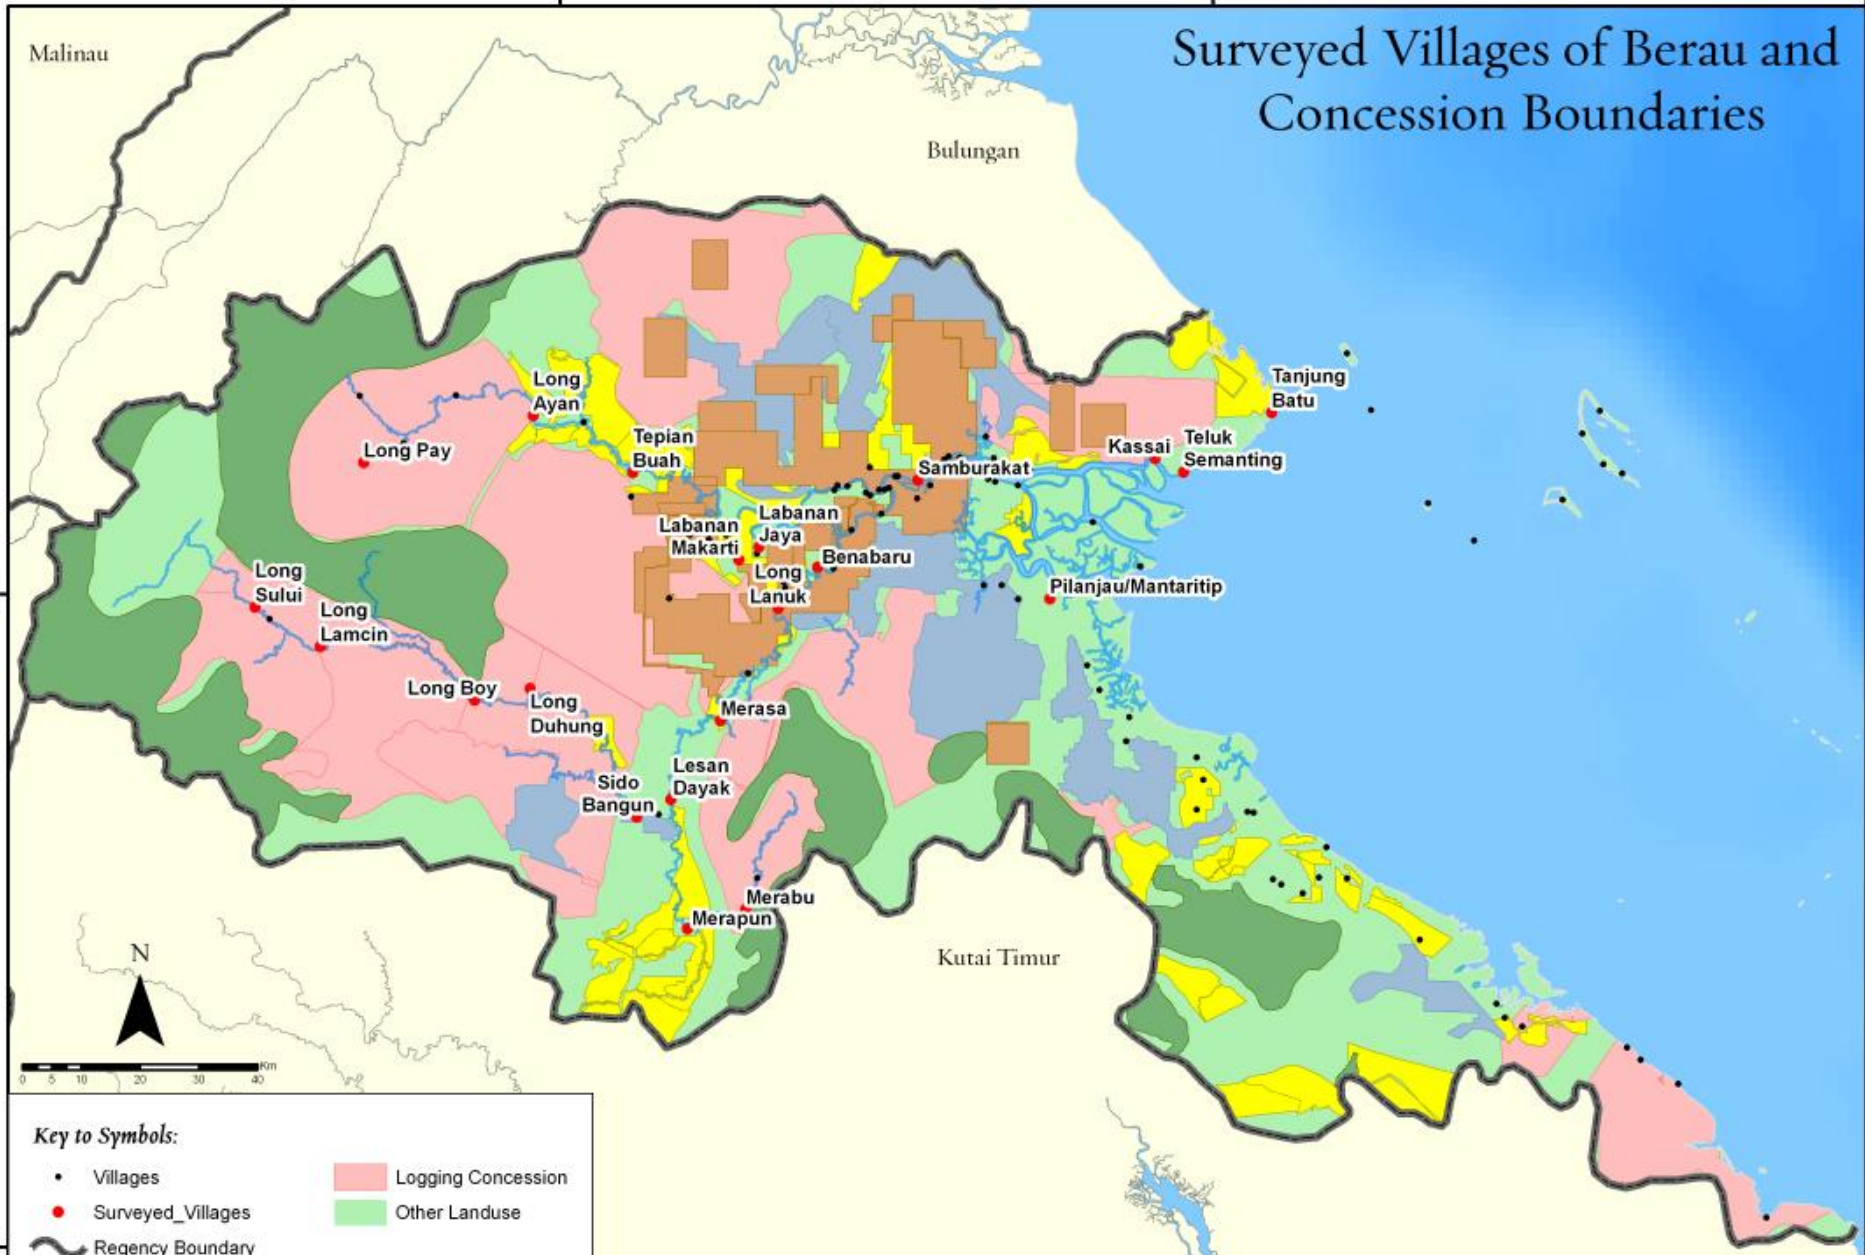 Malinau
Surveyed Villages of Berau and
Concession Boundaries
Bulungan
Long
Ayan
Tanjung
Batu
Long Pay
Tepian
Buah
Kassai
Teluk
Semanting
Samburakat
Labanan
Makarti
Labanan
Jaya
Benabaru
Long
Lanuk
Long
Sului
Long
Lamcin
Pilanjau/Mantaritip
Long Boy
Long
Duhung
Merasa
Lesan
Dayak
Sido
Bangun
Merabu
Merapun
Kutai Timur
N
Km
0 5 10 20 30 40
Key to Symbols:
Villages
Logging Concession
Surveyed_Villages
Other Landuse
Regency Boundary